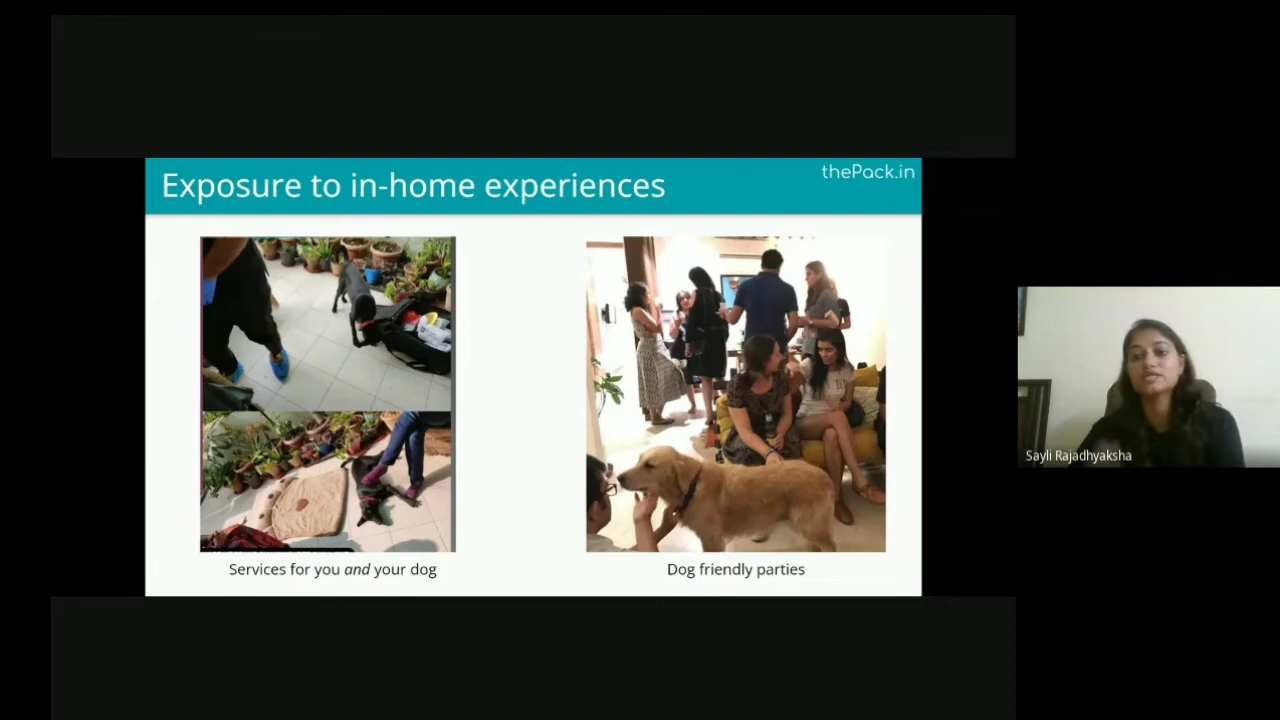 Exposure to in-home experiences
thePack.in
Services for you and your dog
Dog friendly parties
Sayli Rajadhyaksha